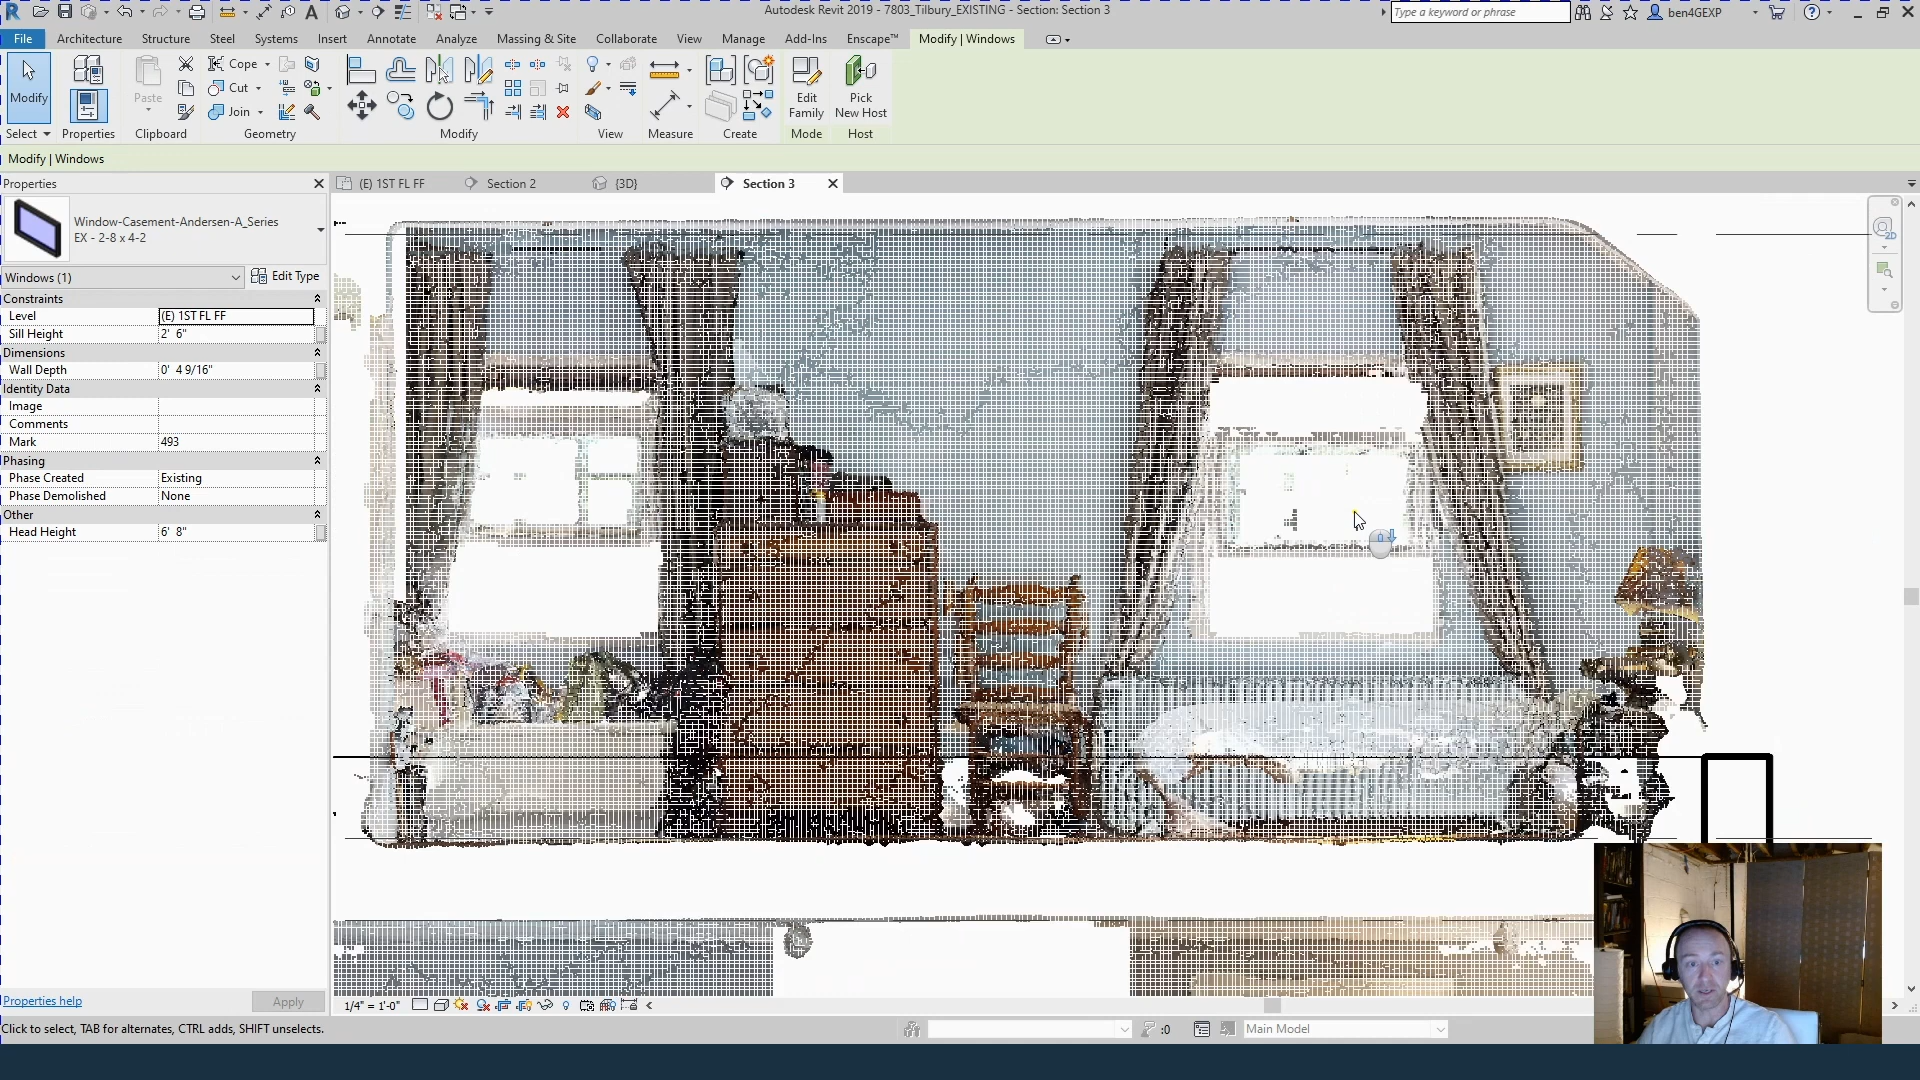 Autodesk Revit 2019 - 7803_Tilbury_EXISTING - Section: Section 3
Type a keyword or phrase
ben4GEXP
File Architecture Structure Steel Systems Insert Annotate Analyze Massing & Site Collaborate View Manage Add-Ins Enscape™ Modify | Windows
Modify
Paste
Cope
Cut
Join
Edit Family
Pick New Host
Select Properties Clipboard Geometry Modify View Measure Create Mode Host
Modify | Windows
Properties
(E) 1ST FL FF
Section 2
{3D}
Section 3
Window-Casement-Andersen-A_Series
EX - 2-8 x 4-2
2D
Windows (1)
Edit Type
Constraints
Level (E) 1ST FL FF
Sill Height 2' 6"
Dimensions
Wall Depth 0' 4 9/16"
Identity Data
Image
Comments
Mark 493
Phasing
Phase Created Existing
Phase Demolished None
Other
Head Height 6' 8"
Properties help
Apply
1/4" = 1'-0"
Click to select, TAB for alternates, CTRL adds, SHIFT unselects.
:0
Main Model